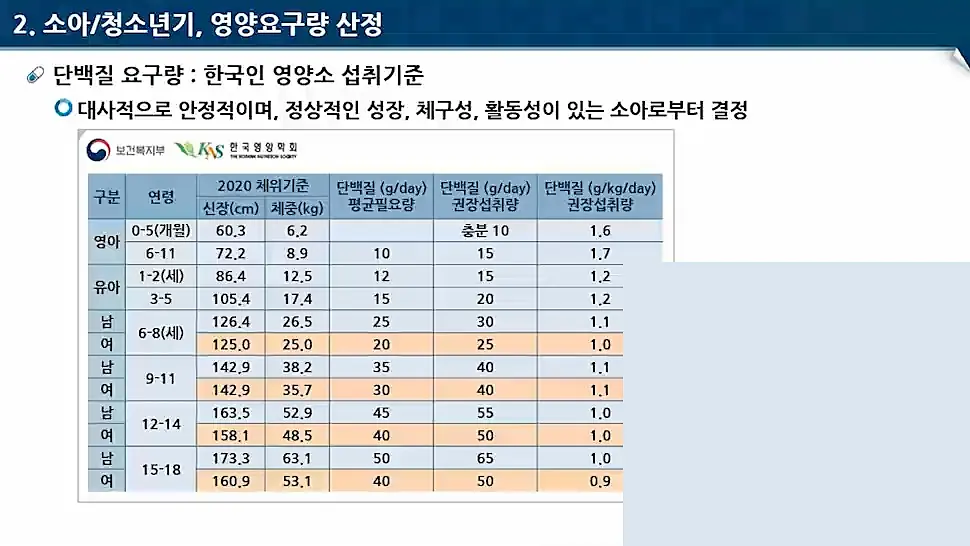 2. 소아/청소년기, 영양요구량 산정
단백질 요구량 : 한국인 영양소 섭취기준
대사적으로 안정적이며, 정상적인 성장, 체구성, 활동성이 있는 소아로부터 결정
보건복지부 KNS 한국영양학회
THE KOREAN NUTRITION SOCIETY
구분 연령 2020 체위기준 단백질 (g/day) 평균필요량 단백질 (g/day) 권장섭취량 단백질 (g/kg/day) 권장섭취량
신장(cm) 체중(kg)
영아 0-5(개월) 60.3 6.2 충분 10 1.6
6-11 72.2 8.9 10 15 1.7
유아 1-2(세) 86.4 12.5 12 15 1.2
3-5 105.4 17.4 15 20 1.2
남 6-8(세) 126.4 26.5 25 30 1.1
여 125.0 25.0 20 25 1.0
남 9-11 142.9 38.2 35 40 1.1
여 142.9 35.7 30 40 1.1
남 12-14 163.5 52.9 45 55 1.0
여 158.1 48.5 40 50 1.0
남 15-18 173.3 63.1 50 65 1.0
여 160.9 53.1 40 50 0.9